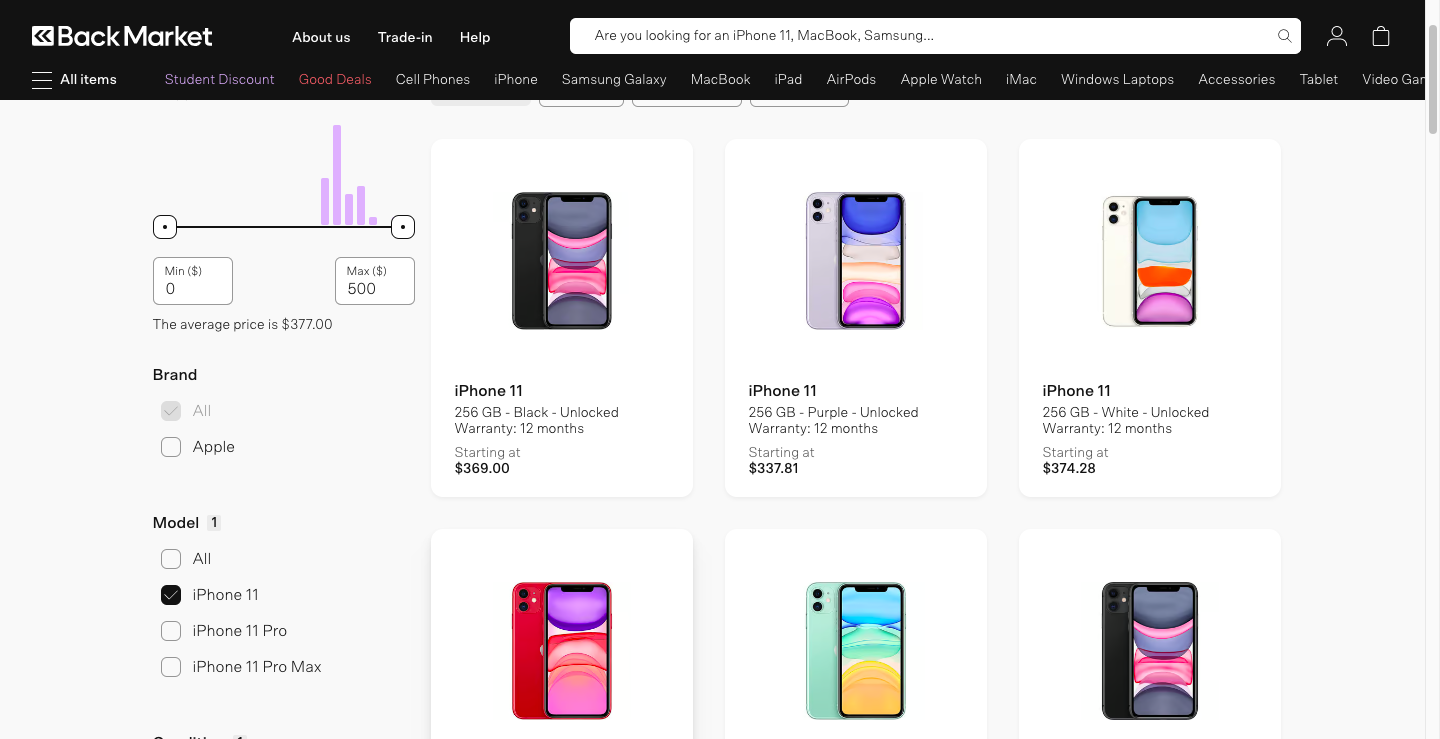 BackMarket
About us Trade-in Help
Are you looking for an iPhone 11, MacBook, Samsung...
All items Student Discount Good Deals Cell Phones iPhone Samsung Galaxy MacBook iPad AirPods Apple Watch iMac Windows Laptops Accessories Tablet Video Gam
Min ($)
0
Max ($)
500
The average price is $377.00
Brand
All
Apple
Model 1
All
iPhone 11
iPhone 11 Pro
iPhone 11 Pro Max
iPhone 11
256 GB - Black - Unlocked
Warranty: 12 months
Starting at
$369.00
iPhone 11
256 GB - Purple - Unlocked
Warranty: 12 months
Starting at
$337.81
iPhone 11
256 GB - White - Unlocked
Warranty: 12 months
Starting at
$374.28